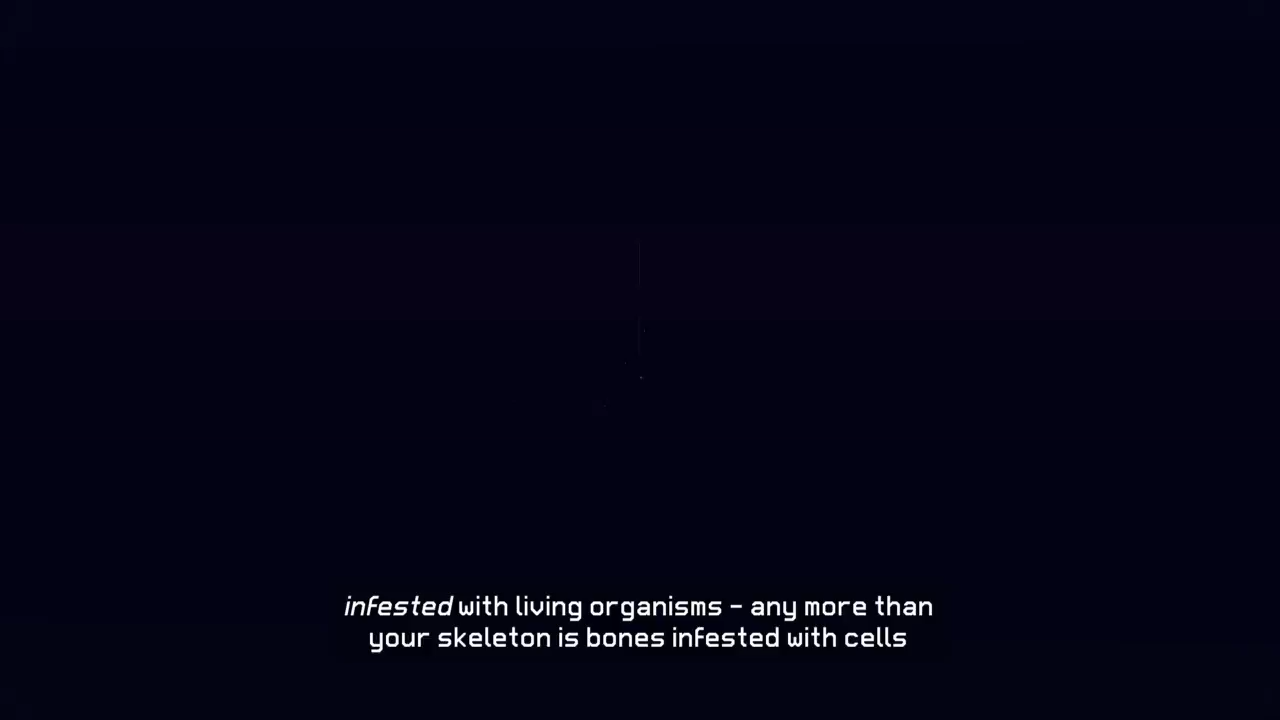 infested with living organisms - any more than
your skeleton is bones infested with cells